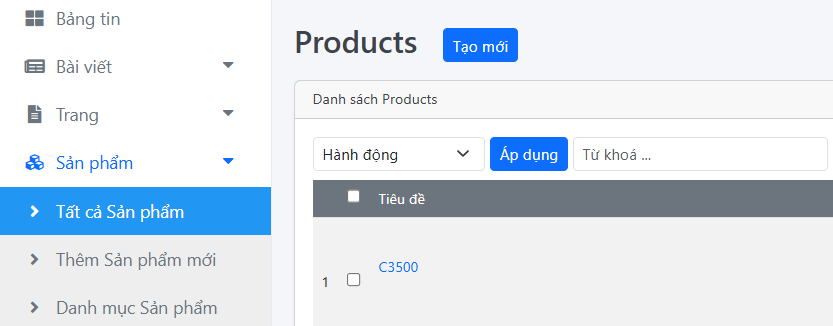 Bảng tin
Bài viết
Trang
Sản phẩm
Tất cả Sản phẩm
Thêm Sản phẩm mới
Danh mục Sản phẩm
Products Tạo mới
Danh sách Products
Hành động Áp dụng Từ khoá ...
Tiêu đề
1 C3500